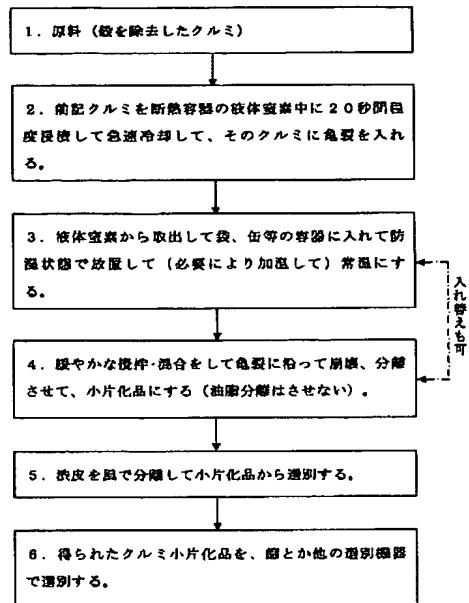 1．原料（殻を除去したクルミ）
2．前記クルミを断熱容器の液体窒素中に20秒間程
度浸漬して急速冷却して、そのクルミに亀裂を入れ
る。
3．液体窒素から取出して袋、缶等の容器に入れて防
湿状態で放置して（必要により加温して）常温にす
る。
入れ替えも可
4．緩やかな攪拌・混合をして亀裂に沿って崩壊、分離
させて、小片化品にする（油脂分離はさせない）。
5．渋皮を風で分離して小片化品から選別する。
6．得られたクルミ小片化品を、篩とか他の選別機器
で選別する。